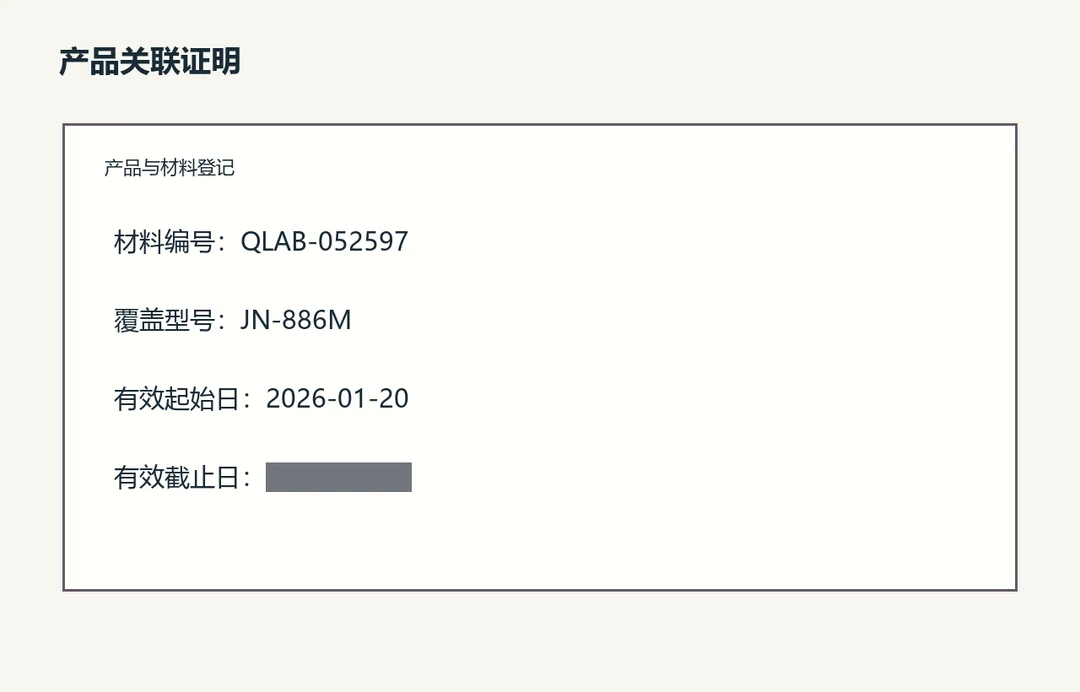 产品关联证明
产品与材料登记
材料编号：QLAB-052597
覆盖型号：JN-886M
有效起始日：2026-01-20
有效截止日：